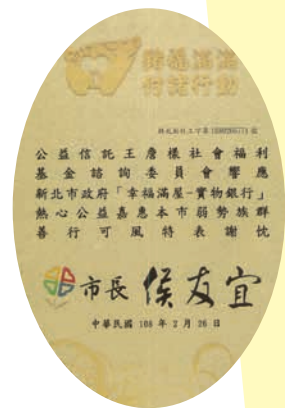 幸福滿滿
付諸行動
公益信託王詹樣社會福利
基金諮詢委員會響應
新北市政府「幸福滿屋-實物銀行」
熱心公益嘉惠本市弱勢族群
善行可風特表謝忱
市長 侯友宜
中華民國 108 年 2 月 26 日